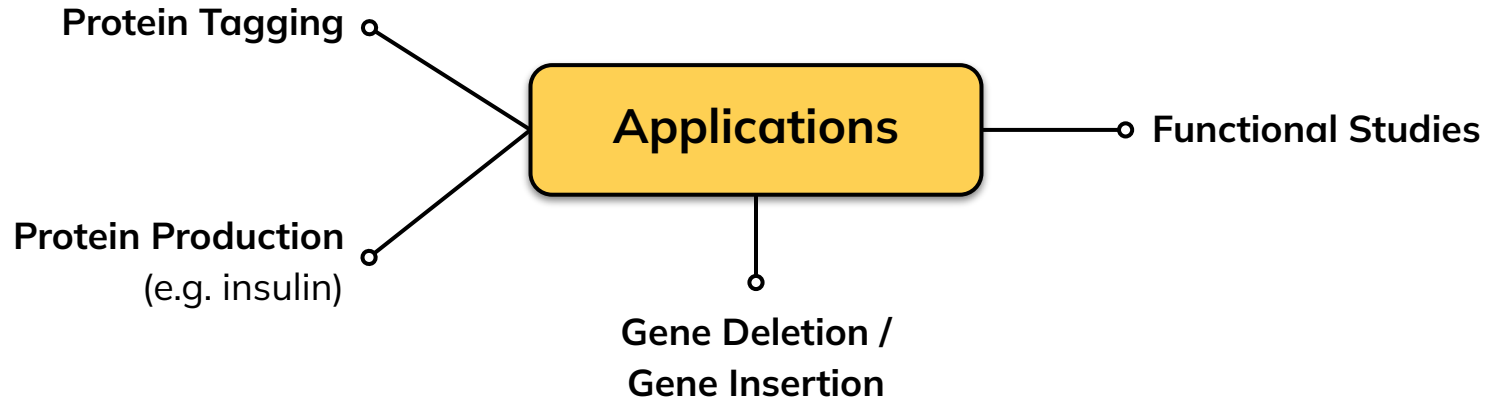 Protein Tagging
Applications
Functional Studies
Protein Production
(e.g. insulin)
Gene Deletion /
Gene Insertion